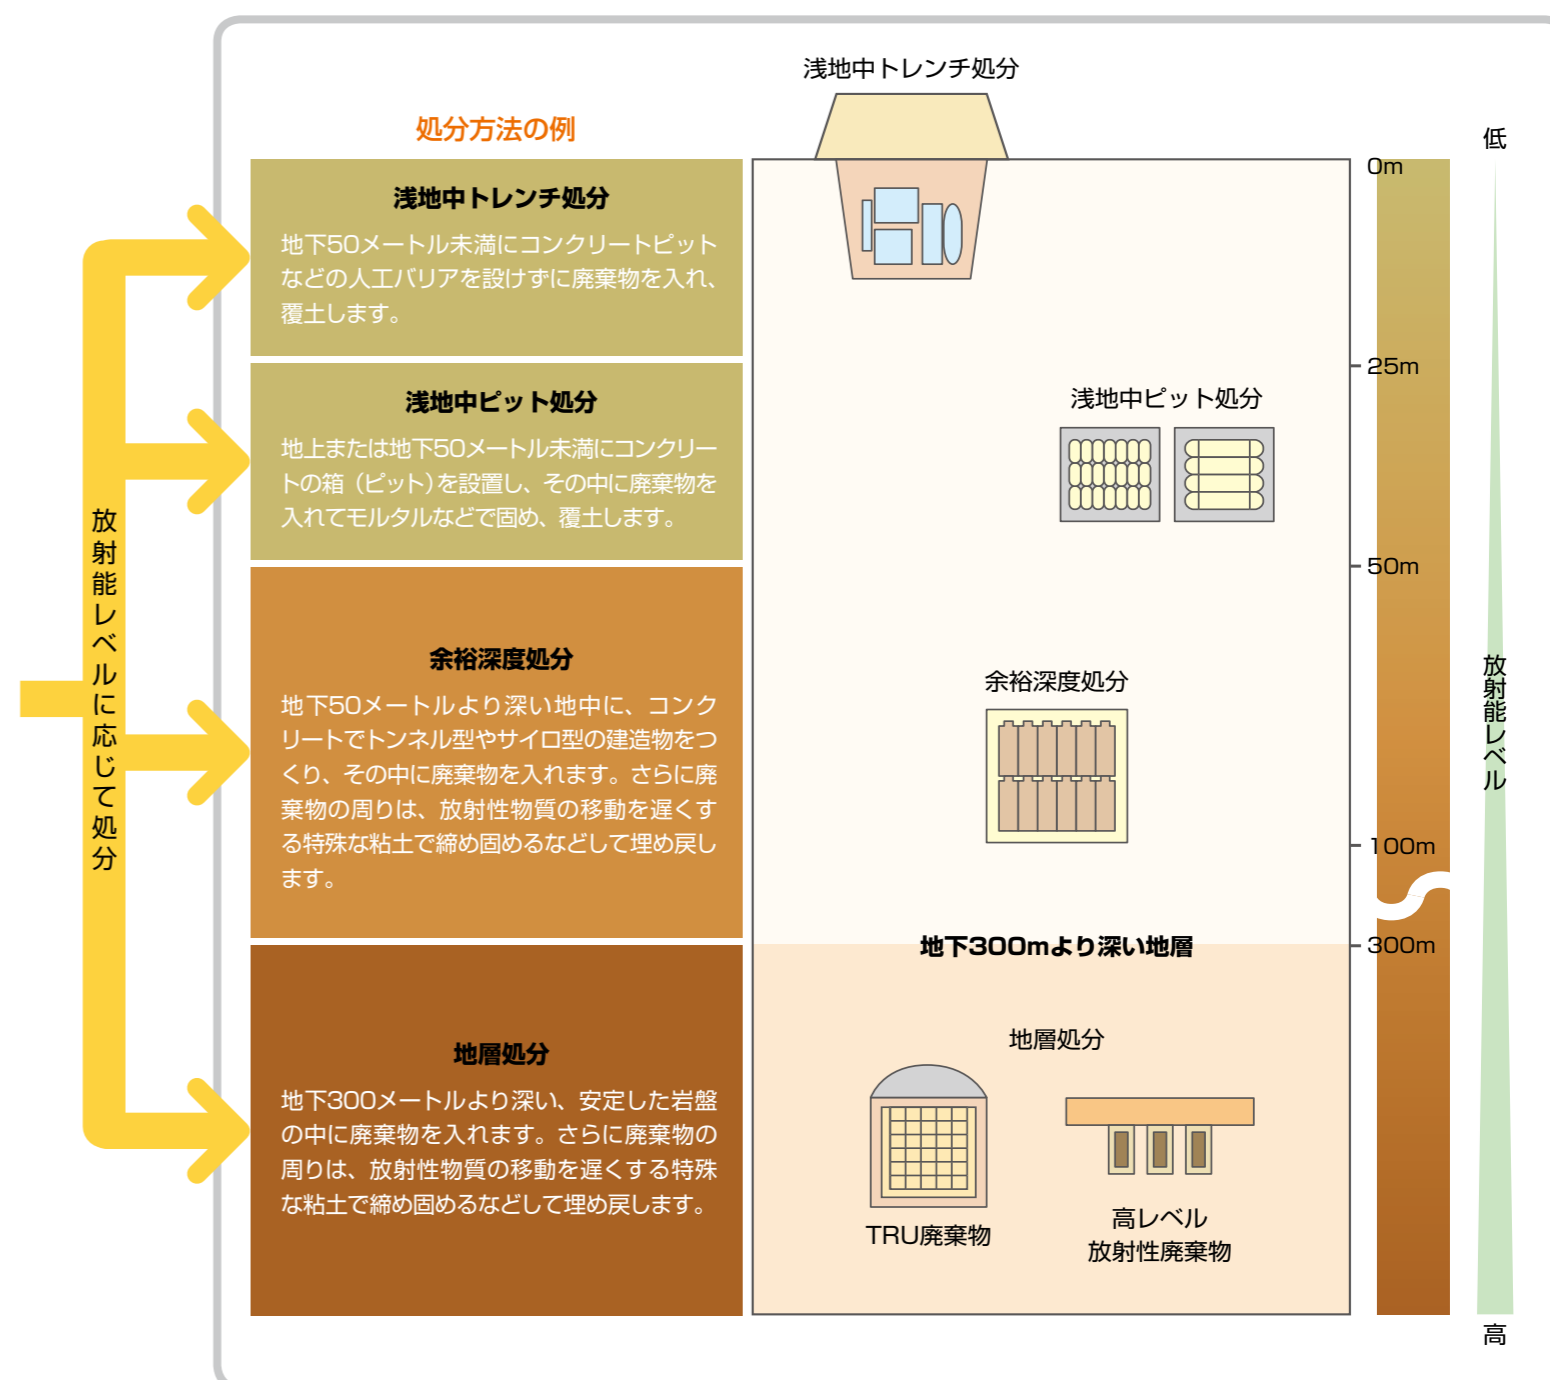 放射能レベルに応じて処分
処分方法の例
浅地中トレンチ処分
地下50メートル未満にコンクリートピット
などの人工バリアを設けずに廃棄物を入れ、
覆土します。
浅地中ピット処分
地上または地下50メートル未満にコンクリー
トの箱（ピット）を設置し、その中に廃棄物を
入れてモルタルなどで固め、覆土します。
余裕深度処分
地下50メートルより深い地中に、コンク
リートでトンネル型やサイロ型の建造物をつ
くり、その中に廃棄物を入れます。さらに廃
棄物の周りは、放射性物質の移動を遅くす
る特殊な粘土で締め固めるなどして埋め戻し
ます。
地層処分
地下300メートルより深い、安定した岩盤
の中に廃棄物を入れます。さらに廃棄物の
周りは、放射性物質の移動を遅くする特殊
な粘土で締め固めるなどして埋め戻します。
浅地中トレンチ処分
浅地中ピット処分
余裕深度処分
地下300mより深い地層
地層処分
TRU廃棄物
高レベル
放射性廃棄物
0m
25m
50m
100m
300m
低
放射能レベル
高